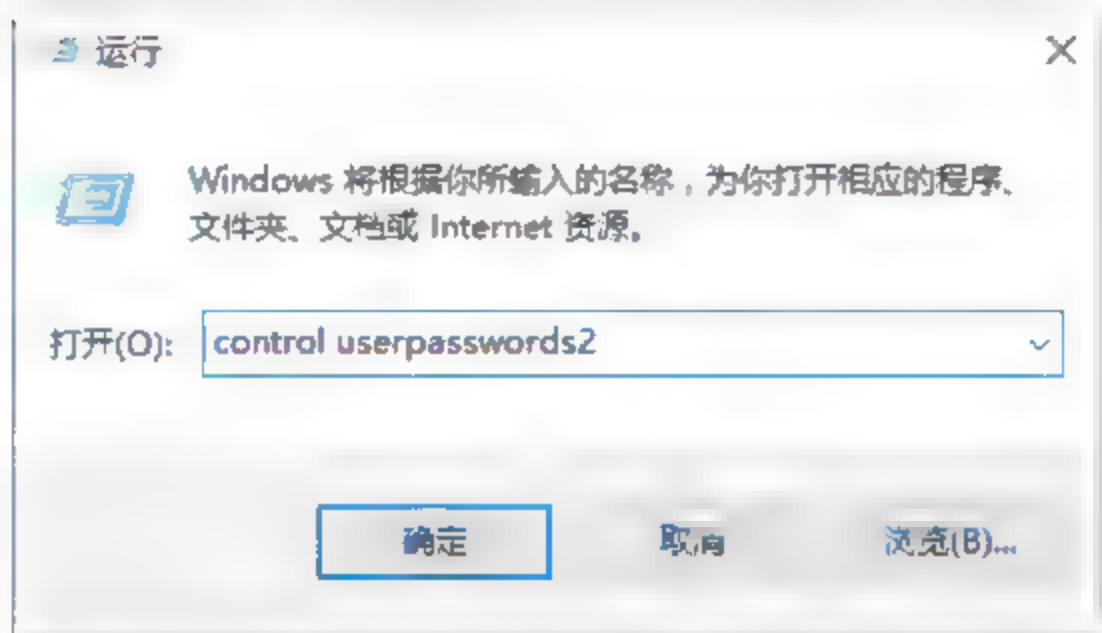 运行
Windows 将根据你所输入的名称，为你打开相应的程序、
文件夹、文档或 Internet 资源。
打开(O): control userpasswords2
确定 取消 浏览(B)...